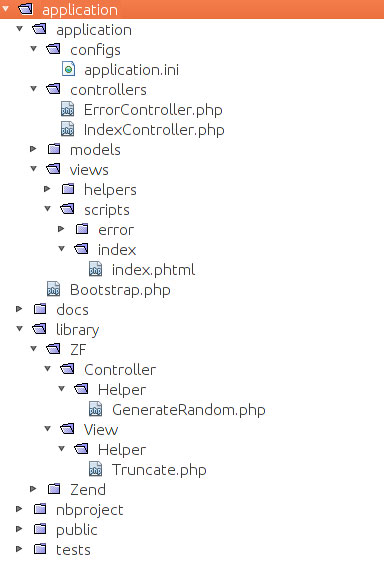 application
application
configs
application.ini
controllers
ErrorController.php
IndexController.php
models
views
helpers
scripts
error
index
index.phtml
Bootstrap.php
docs
library
ZF
Controller
Helper
GenerateRandom.php
View
Helper
Truncate.php
Zend
nbproject
public
tests